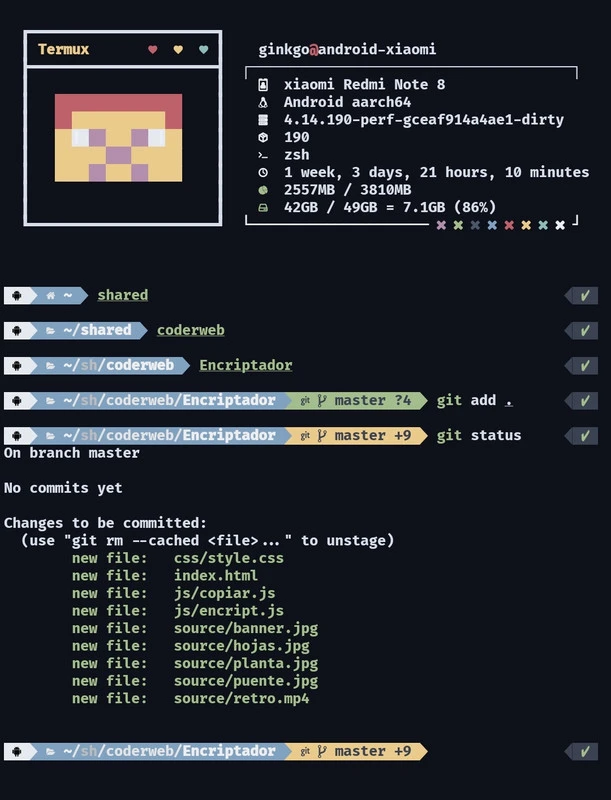 Termux
ginkgo@android-xiaomi
xiaomi Redmi Note 8
Android aarch64
4.14.190-perf-gceaf914a4ae1-dirty
190
zsh
1 week, 3 days, 21 hours, 10 minutes
2557MB / 3810MB
42GB / 49GB = 7.1GB (86%)
~ shared
~/shared coderweb
~/sh/coderweb Encriptador
~/sh/coderweb/Encriptador git master ?4 git add .
~/sh/coderweb/Encriptador git master +9 git status
On branch master
No commits yet
Changes to be committed:
(use "git rm --cached <file>..." to unstage)
new file: css/style.css
new file: index.html
new file: js/copiar.js
new file: js/encript.js
new file: source/banner.jpg
new file: source/hojas.jpg
new file: source/planta.jpg
new file: source/puente.jpg
new file: source/retro.mp4
~/sh/coderweb/Encriptador git master +9